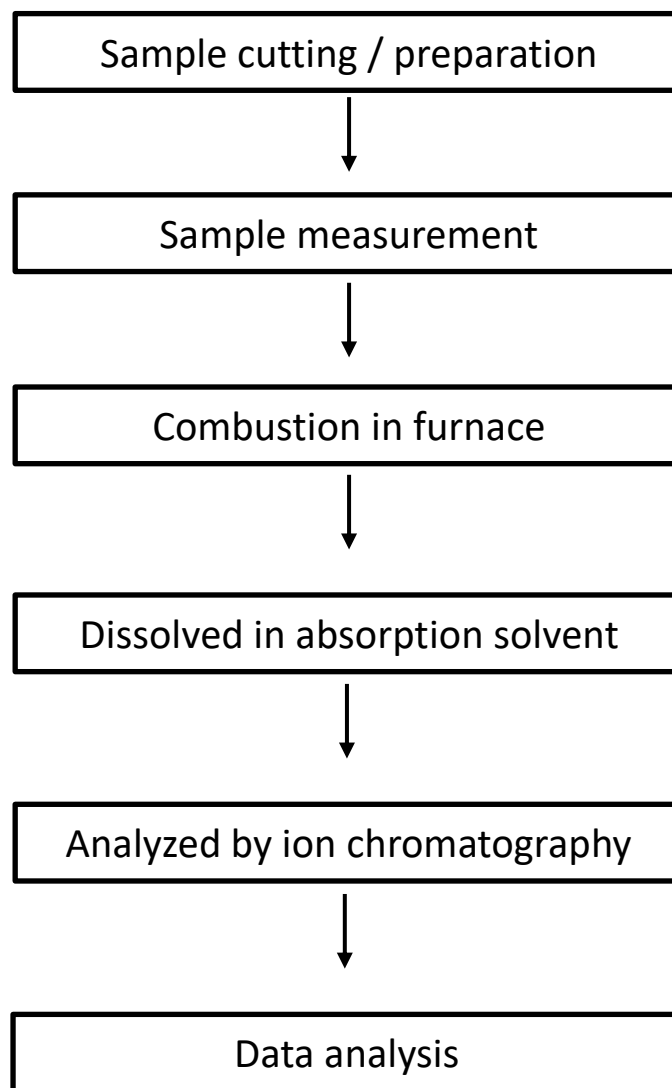 Sample cutting / preparation
Sample measurement
Combustion in furnace
Dissolved in absorption solvent
Analyzed by ion chromatography
Data analysis